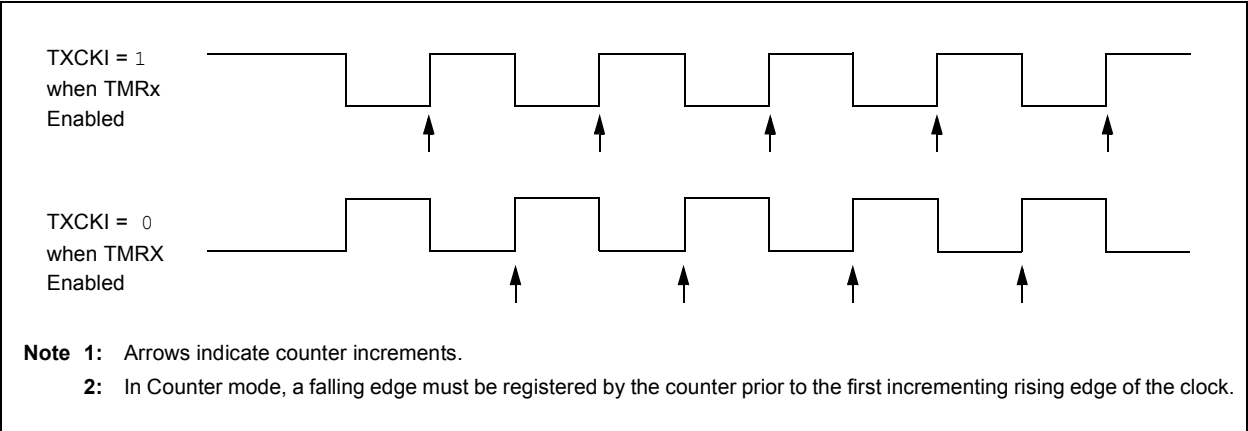 TXCKI = 1
when TMRx
Enabled
TXCKI = 0
when TMRX
Enabled
Note 1: Arrows indicate counter increments.
2: In Counter mode, a falling edge must be registered by the counter prior to the first incrementing rising edge of the clock.